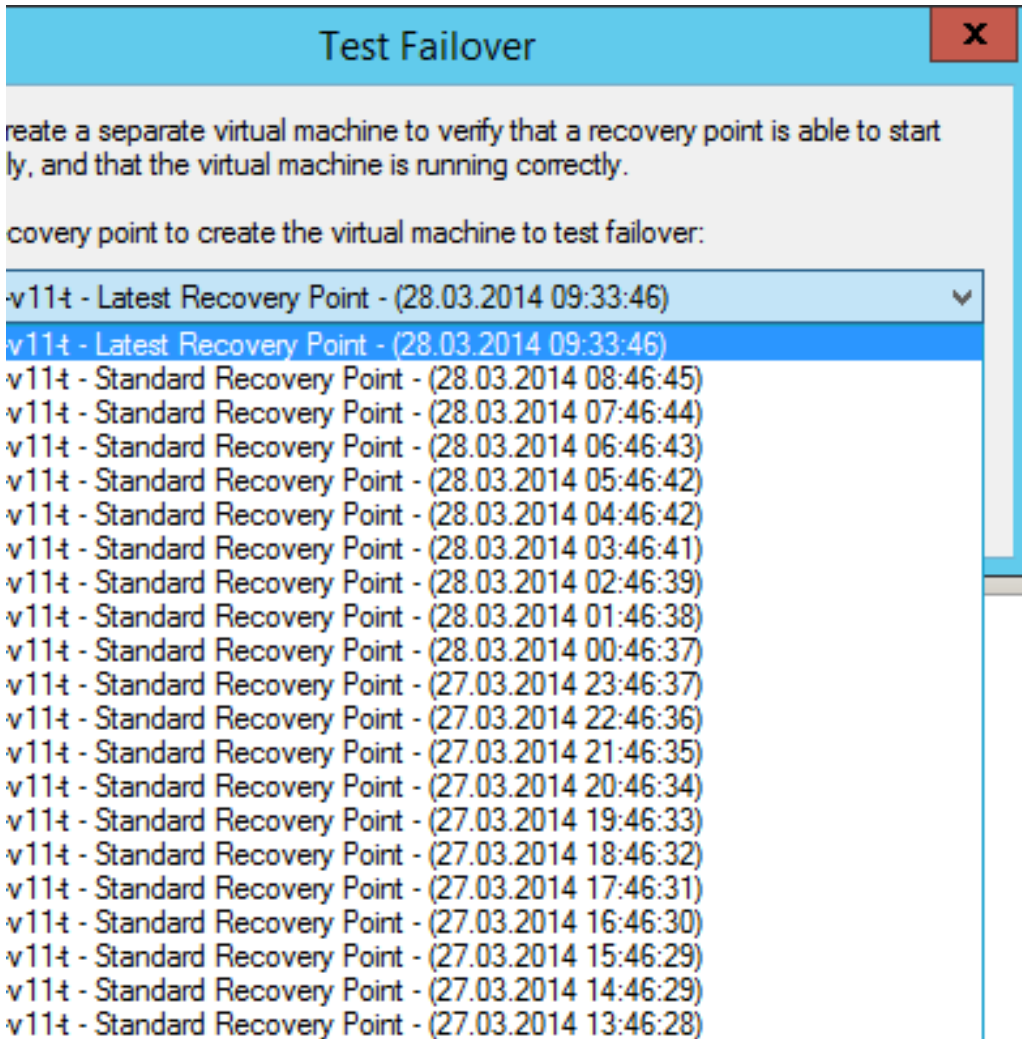 Test Failover
x
reate a separate virtual machine to verify that a recovery point is able to start
ly, and that the virtual machine is running correctly.
covery point to create the virtual machine to test failover:
-v11-t - Latest Recovery Point - (28.03.2014 09:33:46)
-v11-t - Latest Recovery Point - (28.03.2014 09:33:46)
-v11-t - Standard Recovery Point - (28.03.2014 08:46:45)
-v11-t - Standard Recovery Point - (28.03.2014 07:46:44)
-v11-t - Standard Recovery Point - (28.03.2014 06:46:43)
-v11-t - Standard Recovery Point - (28.03.2014 05:46:42)
-v11-t - Standard Recovery Point - (28.03.2014 04:46:42)
-v11-t - Standard Recovery Point - (28.03.2014 03:46:41)
-v11-t - Standard Recovery Point - (28.03.2014 02:46:39)
-v11-t - Standard Recovery Point - (28.03.2014 01:46:38)
-v11-t - Standard Recovery Point - (28.03.2014 00:46:37)
-v11-t - Standard Recovery Point - (27.03.2014 23:46:37)
-v11-t - Standard Recovery Point - (27.03.2014 22:46:36)
-v11-t - Standard Recovery Point - (27.03.2014 21:46:35)
-v11-t - Standard Recovery Point - (27.03.2014 20:46:34)
-v11-t - Standard Recovery Point - (27.03.2014 19:46:33)
-v11-t - Standard Recovery Point - (27.03.2014 18:46:32)
-v11-t - Standard Recovery Point - (27.03.2014 17:46:31)
-v11-t - Standard Recovery Point - (27.03.2014 16:46:30)
-v11-t - Standard Recovery Point - (27.03.2014 15:46:29)
-v11-t - Standard Recovery Point - (27.03.2014 14:46:29)
-v11-t - Standard Recovery Point - (27.03.2014 13:46:28)